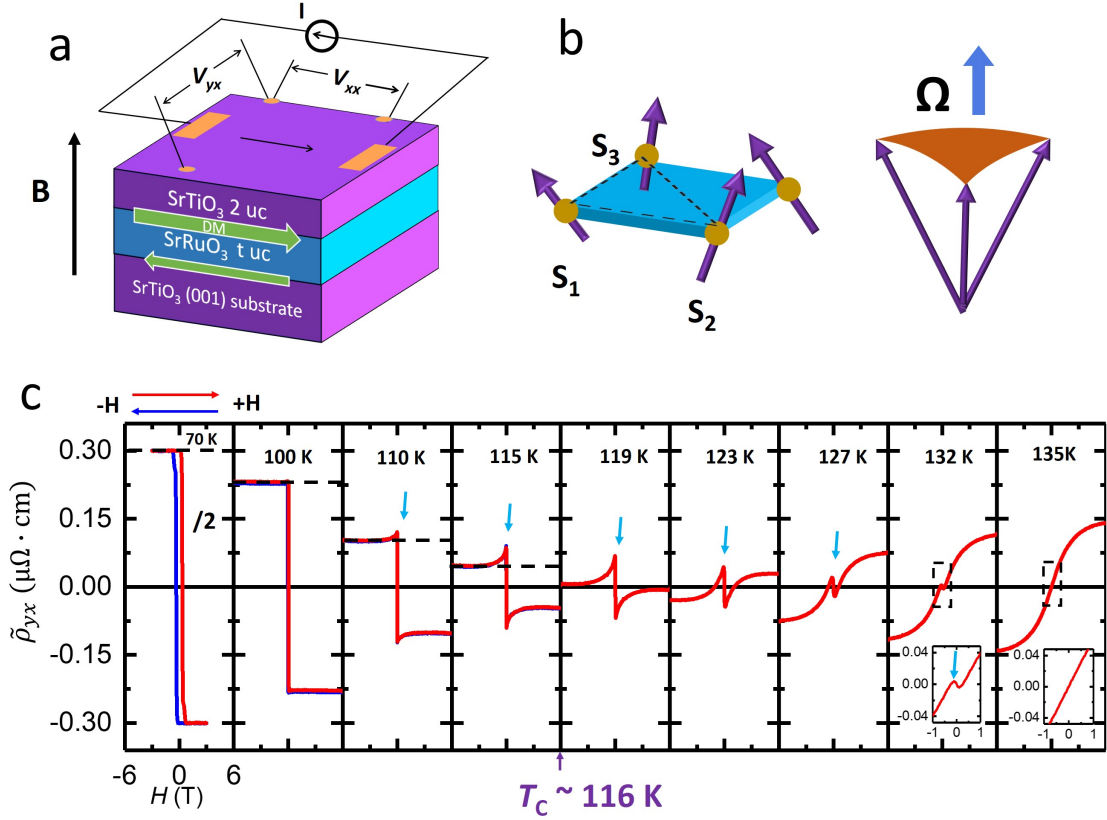 a
I
V_yx
V_xx
B
SrTiO₃ 2 uc
DM
SrRuO₃ t uc
SrTiO₃ (001) substrate
b
S₃
S₁
S₂
Ω
c
-H
+H
70 K
100 K
110 K
115 K
119 K
123 K
127 K
132 K
135K
/2
ρ̃_yx (μΩ · cm)
0.30
0.15
0.00
-0.15
-0.30
0.04
0.00
-0.04
-1 0 1
0.04
0.00
-0.04
-1 0 1
-6 0 6
H (T)
T_C ~ 116 K